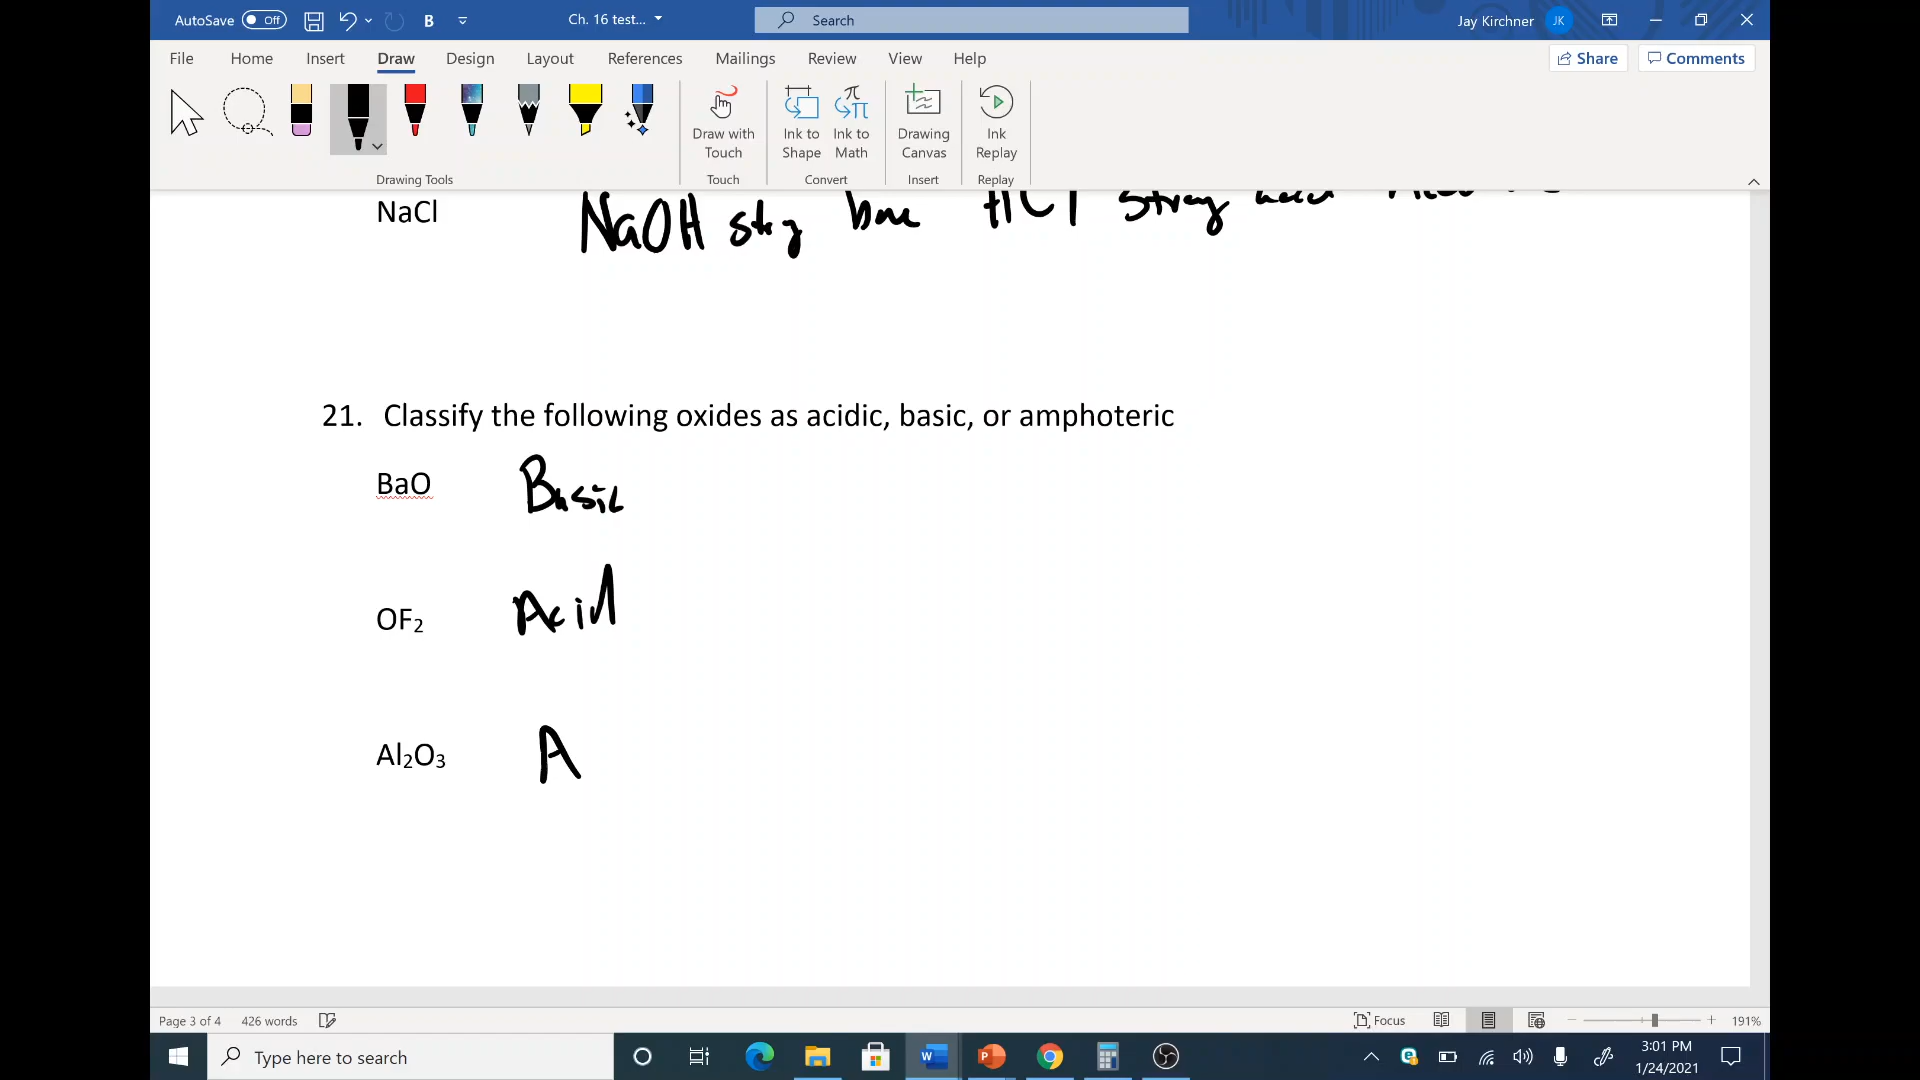 AutoSave Off B Ch. 16 test... Search Jay Kirchner JK
File Home Insert Draw Design Layout References Mailings Review View Help Share Comments
Draw with Touch Ink to Shape Ink to Math Drawing Canvas Ink Replay
Drawing Tools Touch Convert Insert Replay
NaCl NaOH base HCl strong acid
21. Classify the following oxides as acidic, basic, or amphoteric
BaO Basic
OF₂ Acid
Al₂O₃ A
Page 3 of 4 426 words Focus 191%
Type here to search 3:01 PM
1/24/2021